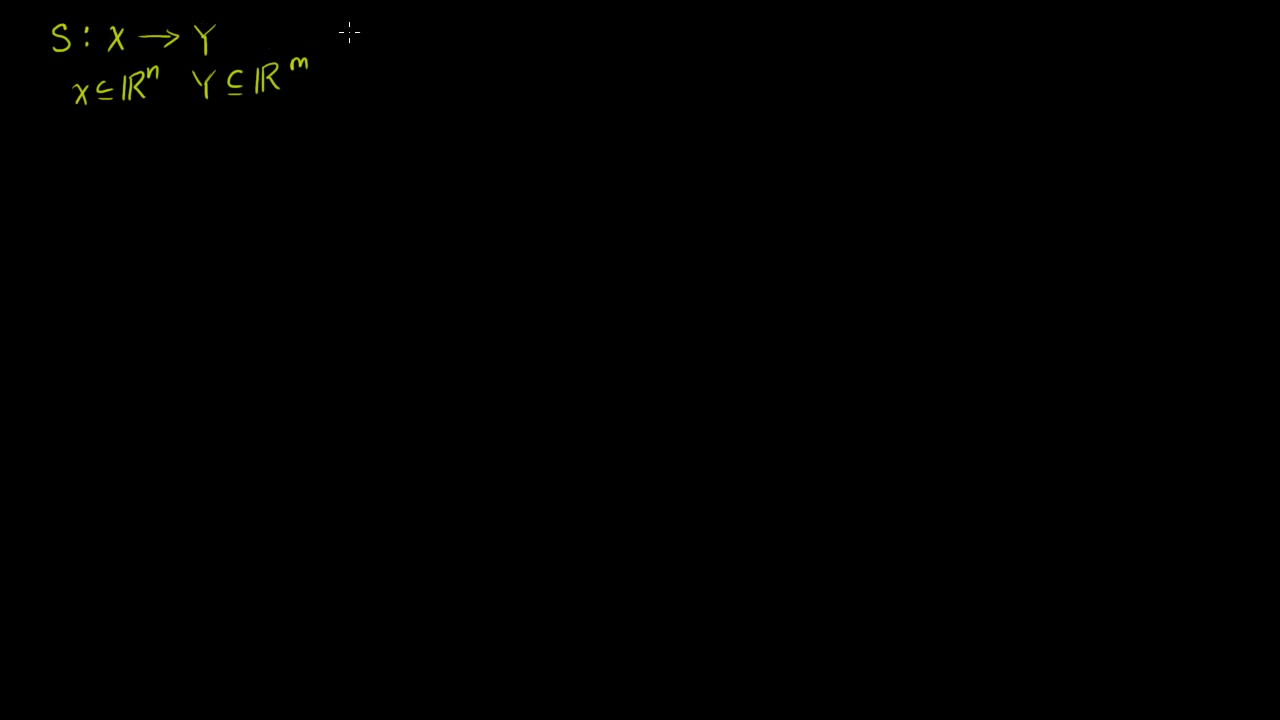 S : X → Y
X ⊆ ℝⁿ Y ⊆ ℝᵐ